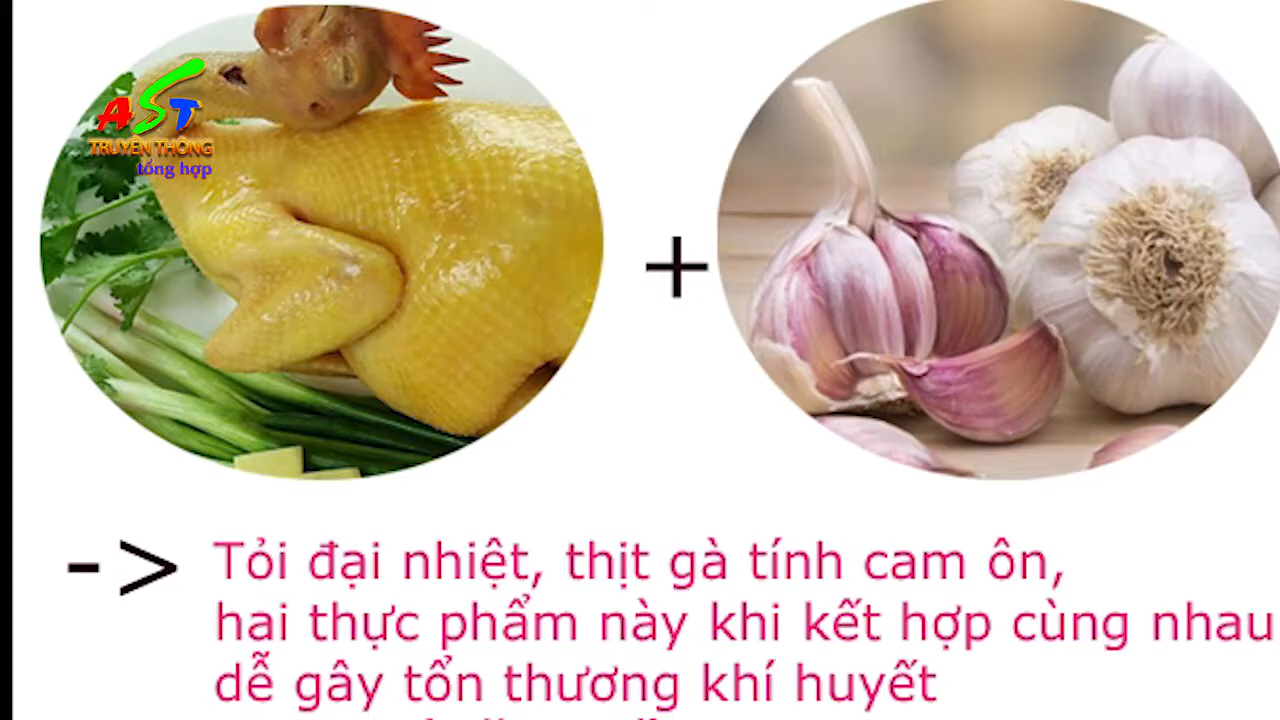 AST
TRUYỀN THÔNG
tổng hợp
+
-> Tỏi đại nhiệt, thịt gà tính cam ôn,
hai thực phẩm này khi kết hợp cùng nhau
dễ gây tổn thương khí huyết